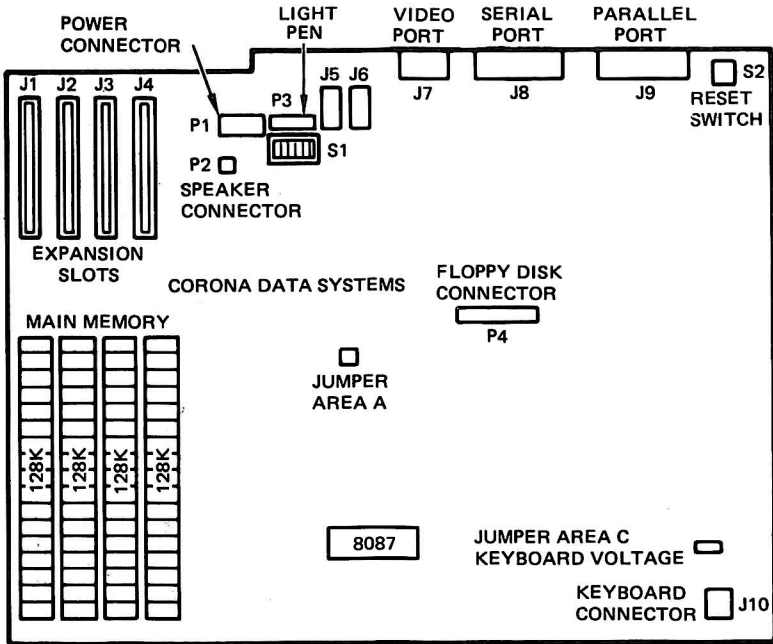 POWER
CONNECTOR
LIGHT
PEN
VIDEO
PORT
SERIAL
PORT
PARALLEL
PORT
J1
J2
J3
J4
P1
P3
J5
J6
J7
J8
J9
S2
RESET
SWITCH
S1
P2
SPEAKER
CONNECTOR
EXPANSION
SLOTS
CORONA DATA SYSTEMS
FLOPPY DISK
CONNECTOR
P4
MAIN MEMORY
JUMPER
AREA A
128K
128K
128K
128K
8087
JUMPER AREA C
KEYBOARD VOLTAGE
KEYBOARD
CONNECTOR
J10